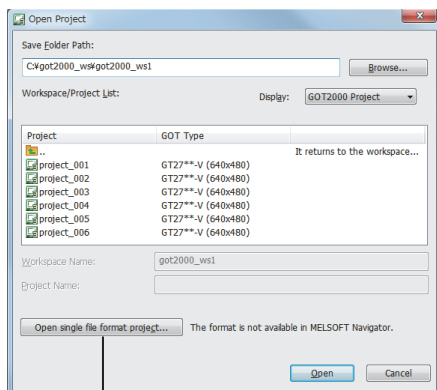 Open Project
Save Folder Path:
C:¥got2000_ws¥got2000_ws1
Browse...
Workspace/Project List:
Display: GOT2000 Project
Project GOT Type
.. It returns to the workspace...
project_001 GT27**-V (640x480)
project_002 GT27**-V (640x480)
project_003 GT27**-V (640x480)
project_004 GT27**-V (640x480)
project_005 GT27**-V (640x480)
project_006 GT27**-V (640x480)
Workspace Name: got2000_ws1
Project Name:
Open single file format project... The format is not available in MELSOFT Navigator.
Open Cancel